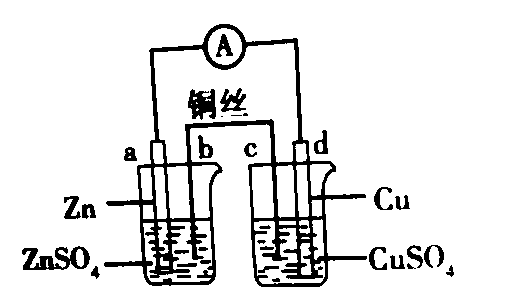 A
铜丝
a b c d
Zn Cu
ZnSO₄ CuSO₄